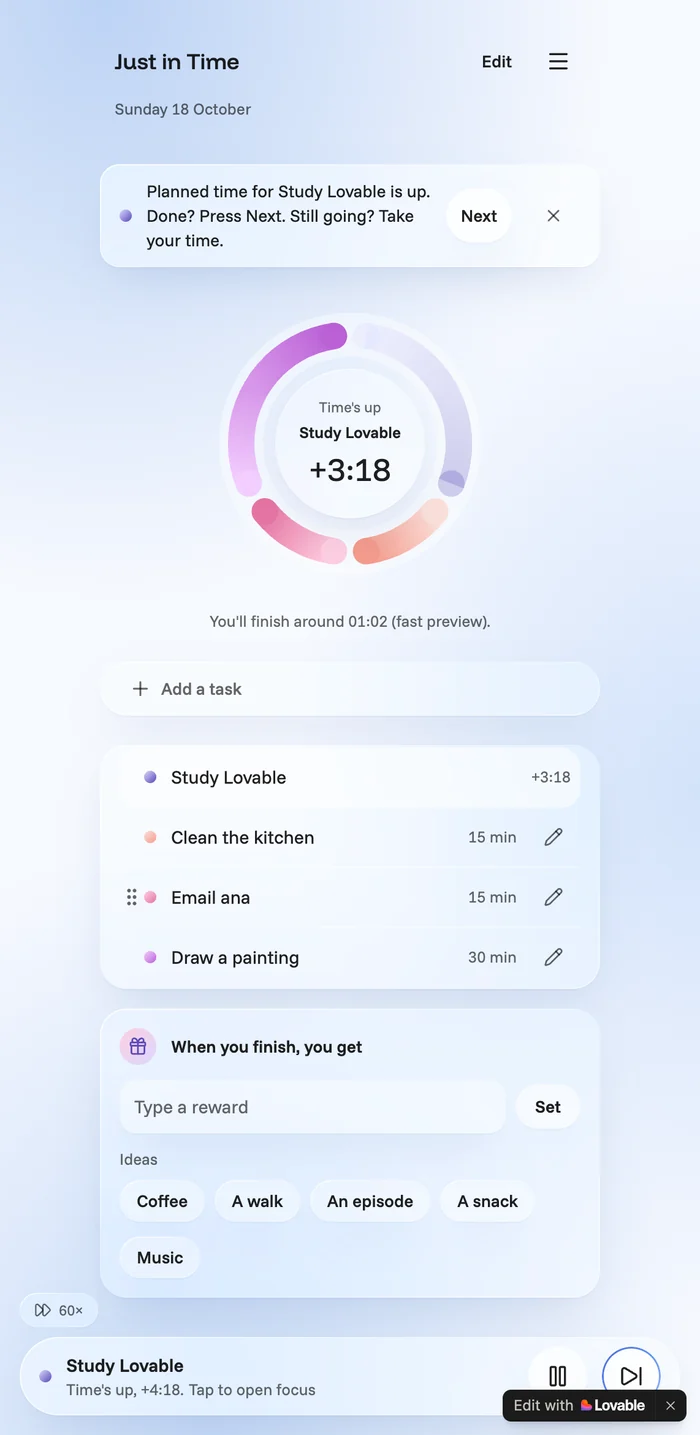 Just in Time
Edit
Sunday 18 October
Planned time for Study Lovable is up.
Done? Press Next. Still going? Take
your time.
Next
Time's up
Study Lovable
+3:18
You'll finish around 01:02 (fast preview).
Add a task
Study Lovable
+3:18
Clean the kitchen
15 min
Email ana
15 min
Draw a painting
30 min
When you finish, you get
Type a reward
Set
Ideas
Coffee
A walk
An episode
A snack
Music
60×
Study Lovable
Time's up, +4:18. Tap to open focus
Edit with Lovable